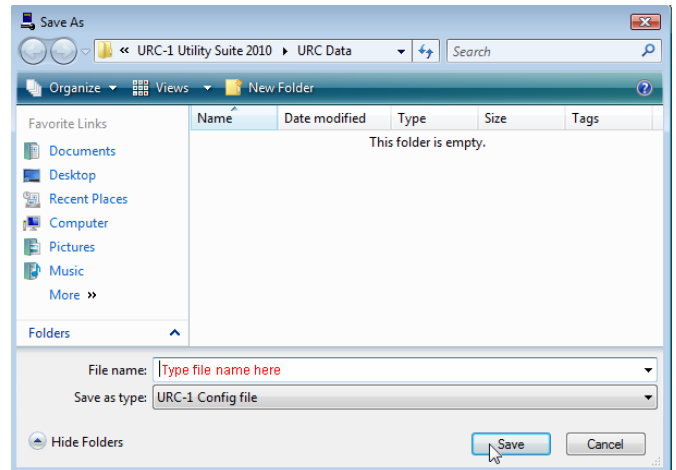 Save As
« URC-1 Utility Suite 2010 ▸ URC Data Search
Organize Views New Folder
Favorite Links Name Date modified Type Size Tags
This folder is empty.
Documents
Desktop
Recent Places
Computer
Pictures
Music
More »
Folders
File name: Type file name here
Save as type: URC-1 Config file
Hide Folders Save Cancel